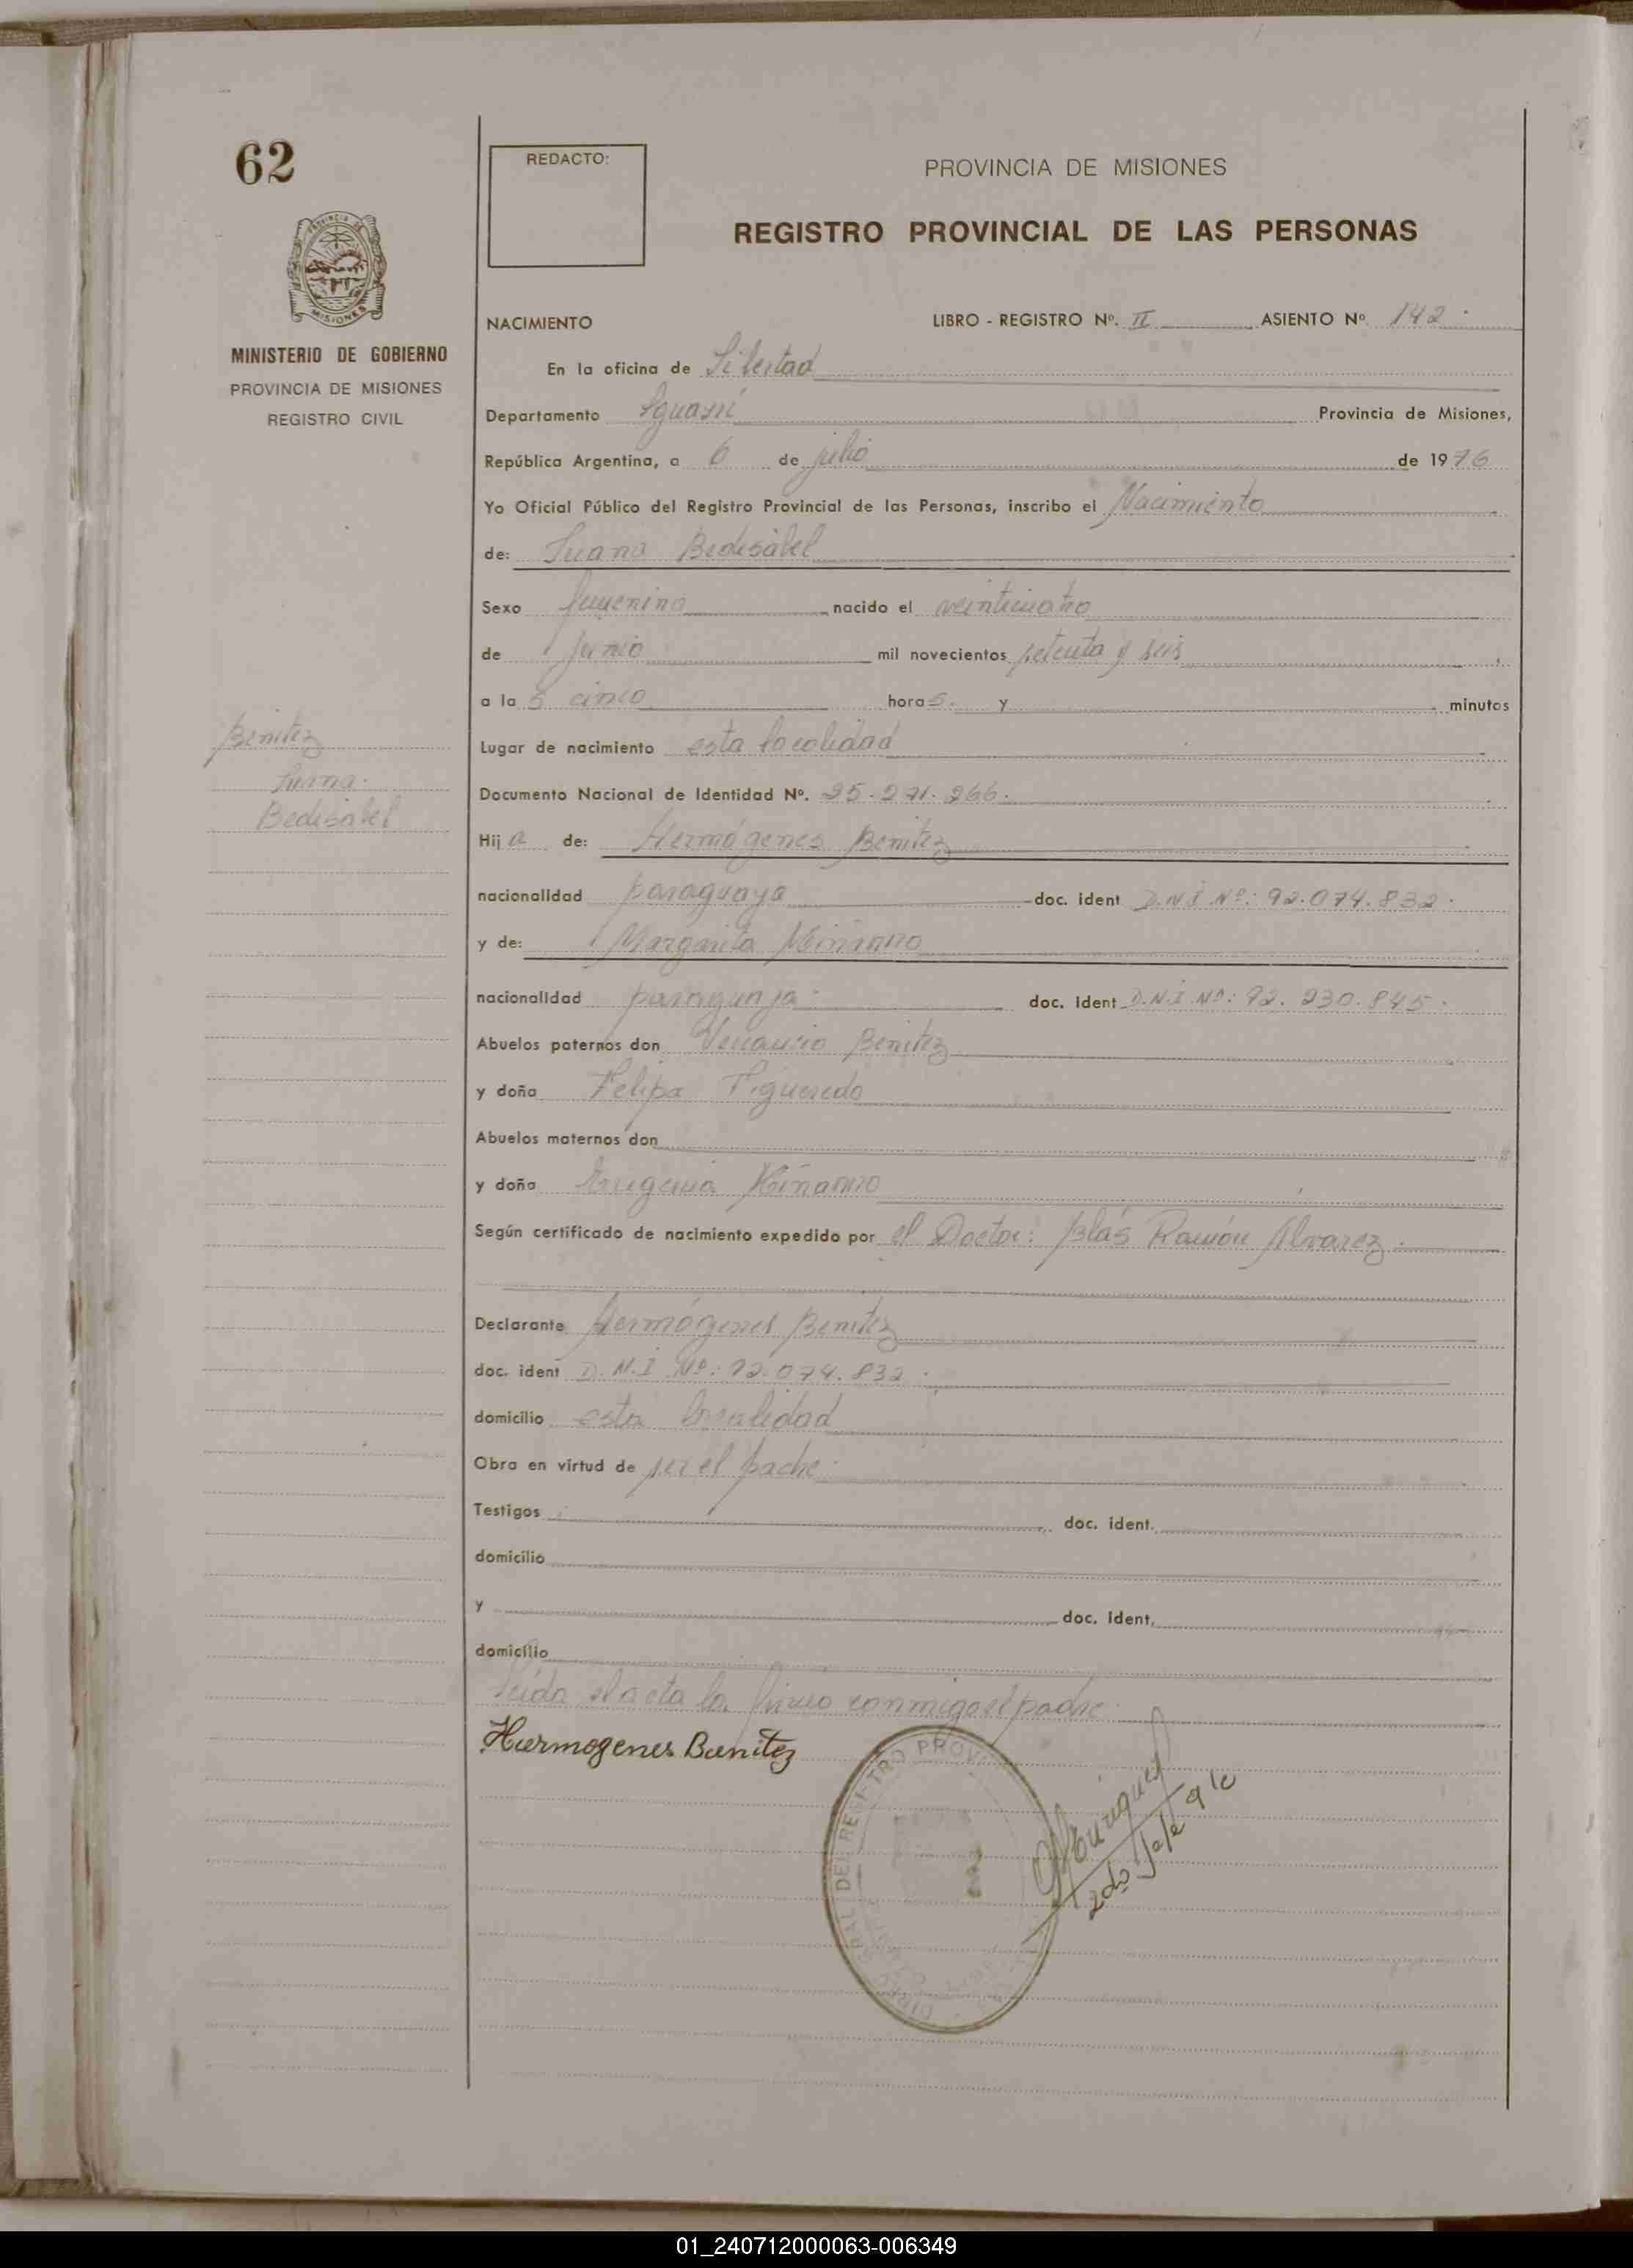 62
REDACTO:
PROVINCIA DE MISIONES
REGISTRO PROVINCIAL DE LAS PERSONAS
MISIONES
MINISTERIO DE GOBIERNO
PROVINCIA DE MISIONES
REGISTRO CIVIL
NACIMIENTO LIBRO - REGISTRO Nº. II ASIENTO Nº. 142.
En la oficina de Libertad
Departamento Iguazú Provincia de Misiones,
República Argentina, a 6 de julio de 1976
Yo Oficial Público del Registro Provincial de las Personas, inscribo el Nacimiento
de: Juana Bedisabel
Sexo femenino nacido el veinticuatro
de junio mil novecientos setenta y seis
a la s cinco horas. y minutos
Benitez
Juana.
Bedisabel
Lugar de nacimiento esta localidad
Documento Nacional de Identidad Nº. 25.271.266.
Hija de: Hermógenes Benitez
nacionalidad paraguaya doc. ident D.N.I Nº: 92.074.832.
y de: Margarita
nacionalidad paraguaya doc. Ident D.N.I Nº: 92.230.845.
Abuelos paternos don Venancio Benitez
y doña Felipa Figueredo
Abuelos maternos don
y doña Eugenia
Según certificado de nacimiento expedido por el Doctor: Blás Ramón Alvarez.
Declarante Hermógenes Benitez
doc. ident D.N.I Nº: 92.074.832.
domicilio esta localidad
Obra en virtud de ser el padre.
Testigos doc. ident.
domicilio
y doc. ident.
domicilio
Leida el acta la firmo conmigo el padre.
Hermogenes Benitez
REGISTRO PROV
01_240712000063-006349